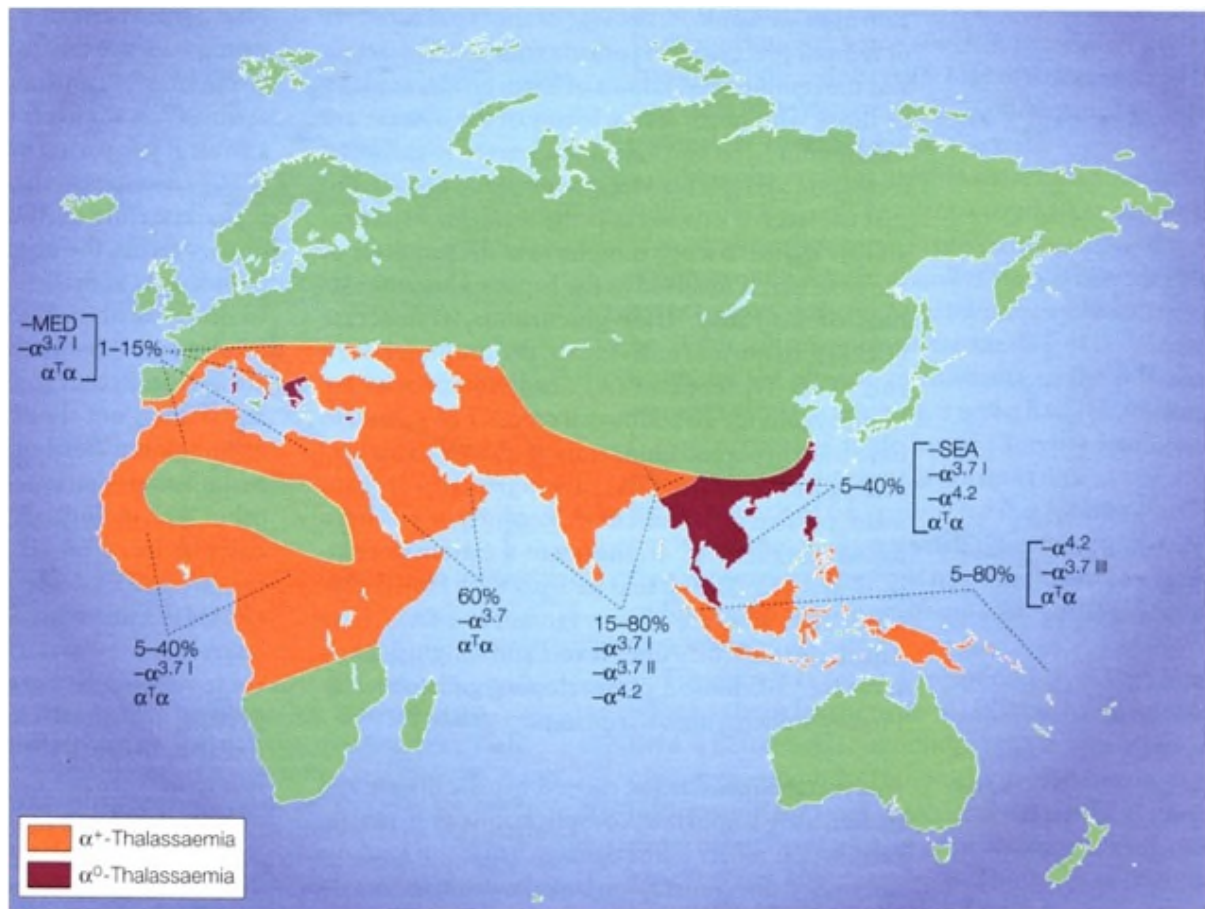 –MED
–α³·⁷ ᴵ
αᵀα
1–15%
–SEA
–α³·⁷ ᴵ
–α⁴·²
αᵀα
5–40%
–α⁴·²
–α³·⁷ ᴵᴵᴵ
αᵀα
5–80%
60%
–α³·⁷
αᵀα
15–80%
–α³·⁷ ᴵ
–α³·⁷ ᴵᴵ
–α⁴·²
5–40%
–α³·⁷ ᴵ
αᵀα
α⁺-Thalassaemia
α⁰-Thalassaemia